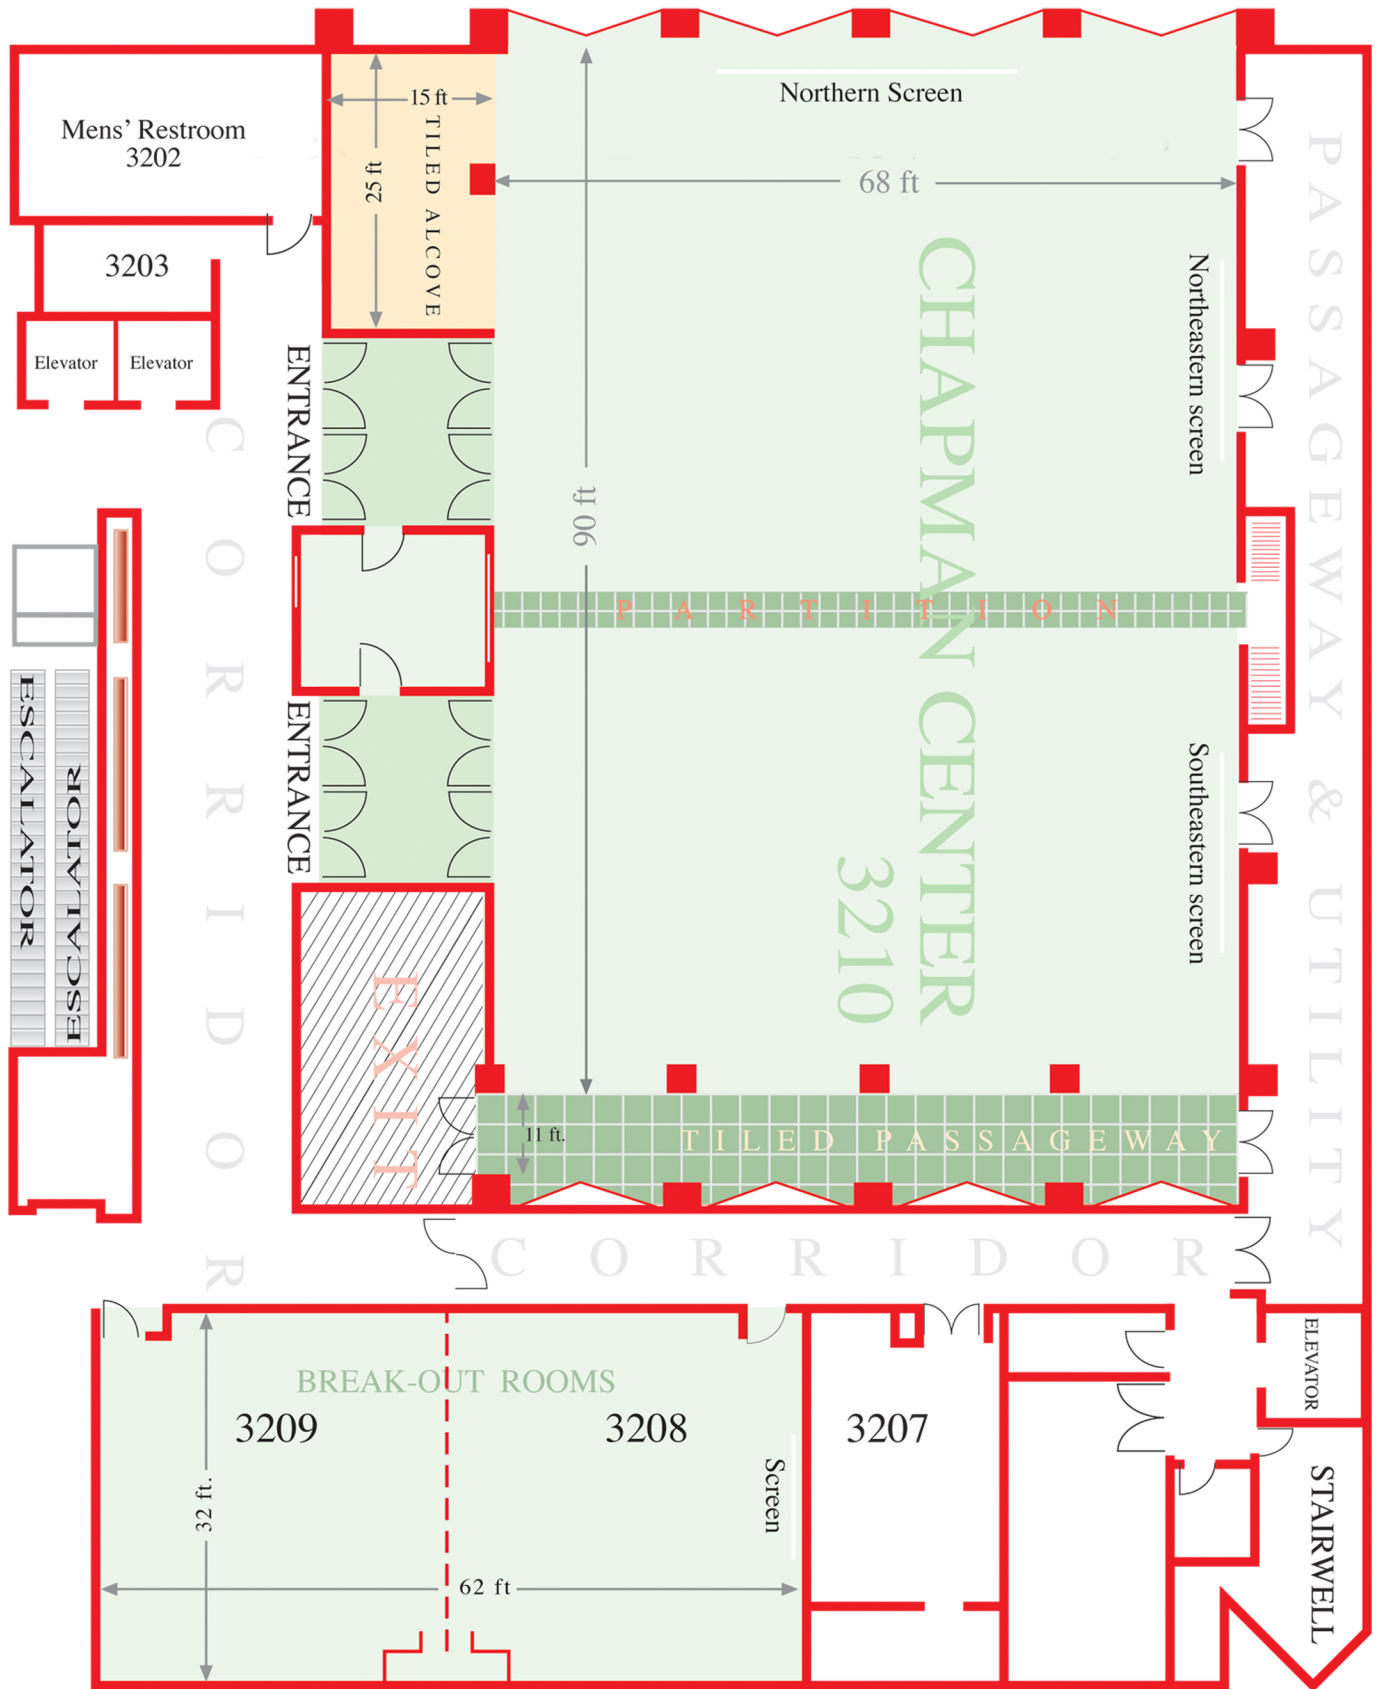 Northern Screen
15 ft
Mens' Restroom
3202
25 ft
TILED ALCOVE
68 ft
PASSAGEWAY & UTILITY
3203
Northeastern screen
CHAPMAN CENTER
3210
Elevator
Elevator
ENTRANCE
CORRIDOR
90 ft
PARTITION
ESCALATOR
ESCALATOR
ENTRANCE
Southeastern screen
EXIT
11 ft.
TILED PASSAGEWAY
CORRIDOR
ELEVATOR
BREAK-OUT ROOMS
3209
3208
3207
Screen
32 ft.
STAIRWELL
62 ft